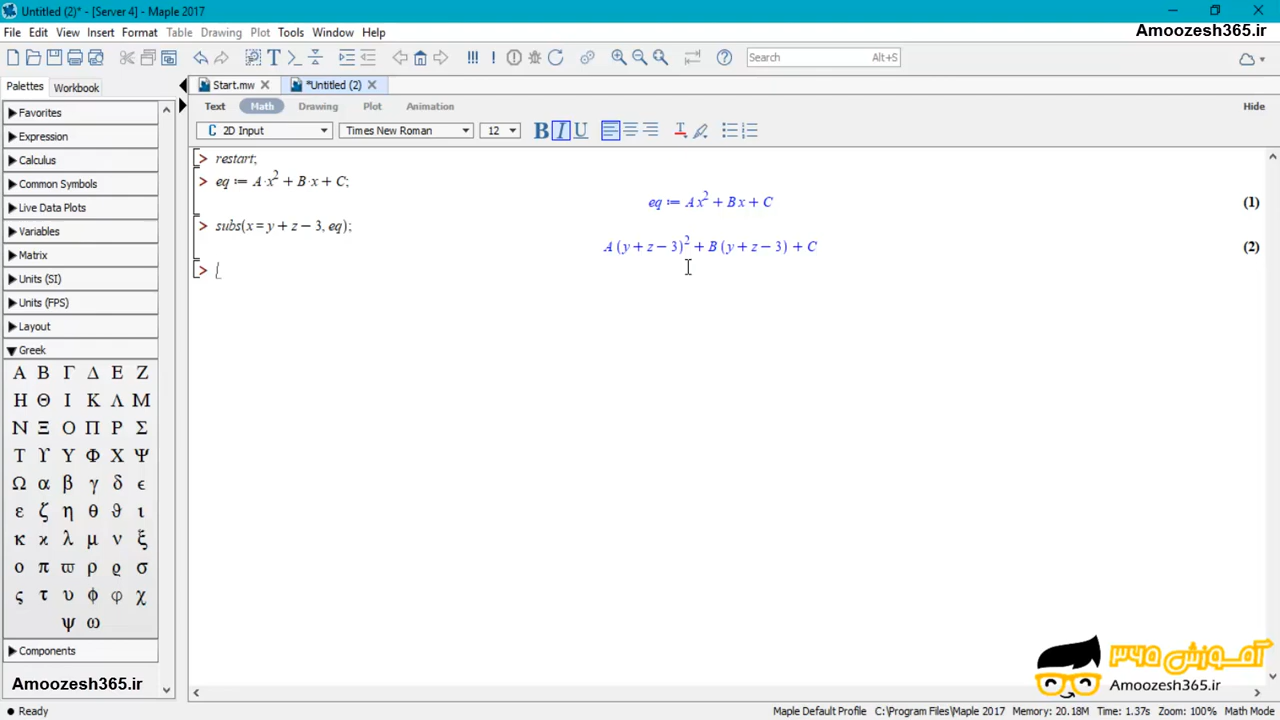 Untitled (2)* - [Server 4] - Maple 2017
File Edit View Insert Format Table Drawing Plot Tools Window Help
Amoozesh365.ir
Search Alt+S
Palettes Workbook
Start.mw *Untitled (2)
Text Math Drawing Plot Animation Hide
C 2D Input Times New Roman 12 B I U
Favorites
Expression
Calculus
Common Symbols
Live Data Plots
Variables
Matrix
Units (SI)
Units (FPS)
Layout
Greek
Α Β Γ Δ Ε Ζ
Η Θ Ι Κ Λ Μ
Ν Ξ Ο Π Ρ Σ
Τ ϒ Υ Φ Χ Ψ
Ω α β γ δ ϵ
ε ζ η θ ϑ ι
κ ϰ λ μ ν ξ
ο π ϖ ρ ϱ σ
ς τ υ ϕ φ χ
ψ ω
Components
Amoozesh365.ir
> restart;
> eq := A·x² + B·x + C;
eq := A x² + B x + C (1)
> subs(x = y + z − 3, eq);
A (y + z − 3)² + B (y + z − 3) + C (2)
>
آموزش ۳۶۵
Amoozesh365.ir
Ready Maple Default Profile C:\Program Files\Maple 2017 Memory: 20.18M Time: 1.37s Zoom: 100% Math Mode